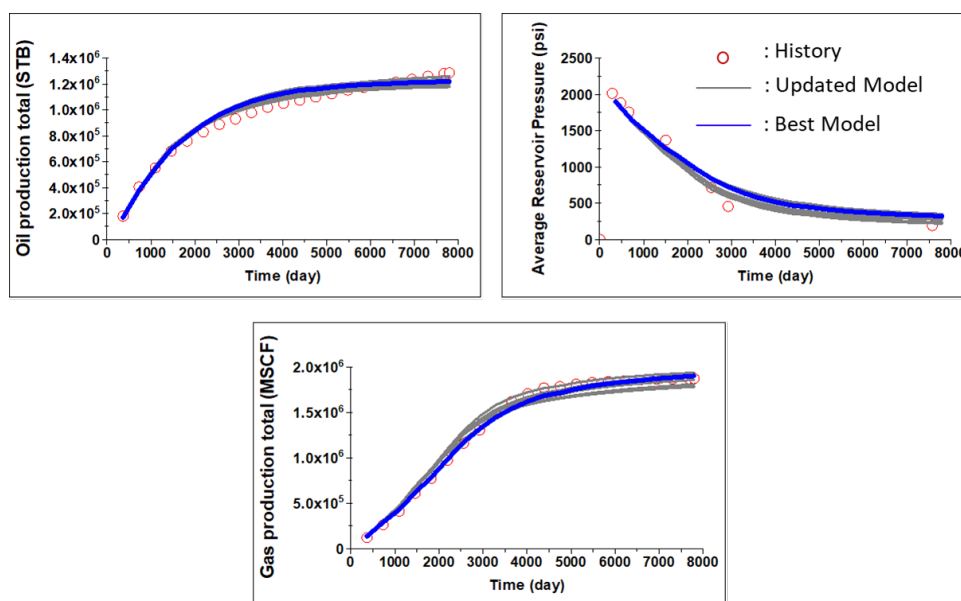 Oil production total (STB)
1.4x10⁶
1.2x10⁶
1.0x10⁶
8.0x10⁵
6.0x10⁵
4.0x10⁵
2.0x10⁵
0
0 1000 2000 3000 4000 5000 6000 7000 8000
Time (day)
Average Reservoir Pressure (psi)
2500
2000
1500
1000
500
0
0 1000 2000 3000 4000 5000 6000 7000 8000
Time (day)
: History
: Updated Model
: Best Model
Gas production total (MSCF)
2.0x10⁶
1.5x10⁶
1.0x10⁶
5.0x10⁵
0
0 1000 2000 3000 4000 5000 6000 7000 8000
Time (day)